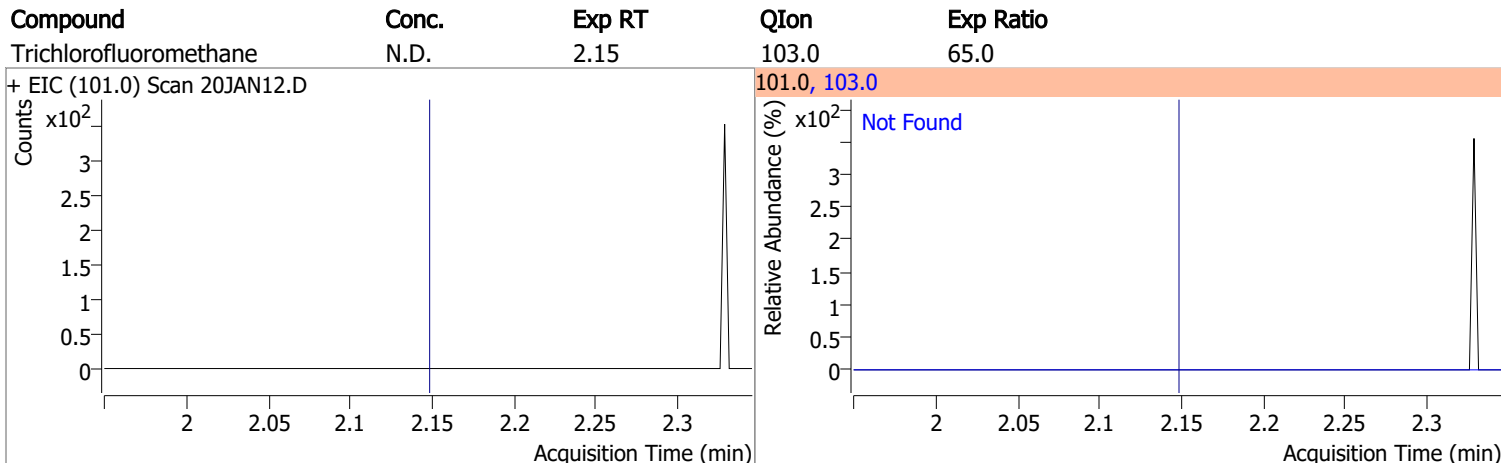 Compound Conc. Exp RT QIon Exp Ratio
Trichlorofluoromethane N.D. 2.15 103.0 65.0
+ EIC (101.0) Scan 20JAN12.D
Counts
x10²
3
2.5
2
1.5
1
0.5
0
2 2.05 2.1 2.15 2.2 2.25 2.3
Acquisition Time (min)
101.0, 103.0
Relative Abundance (%)
x10²
Not Found
3
2.5
2
1.5
1
0.5
0
2 2.05 2.1 2.15 2.2 2.25 2.3
Acquisition Time (min)